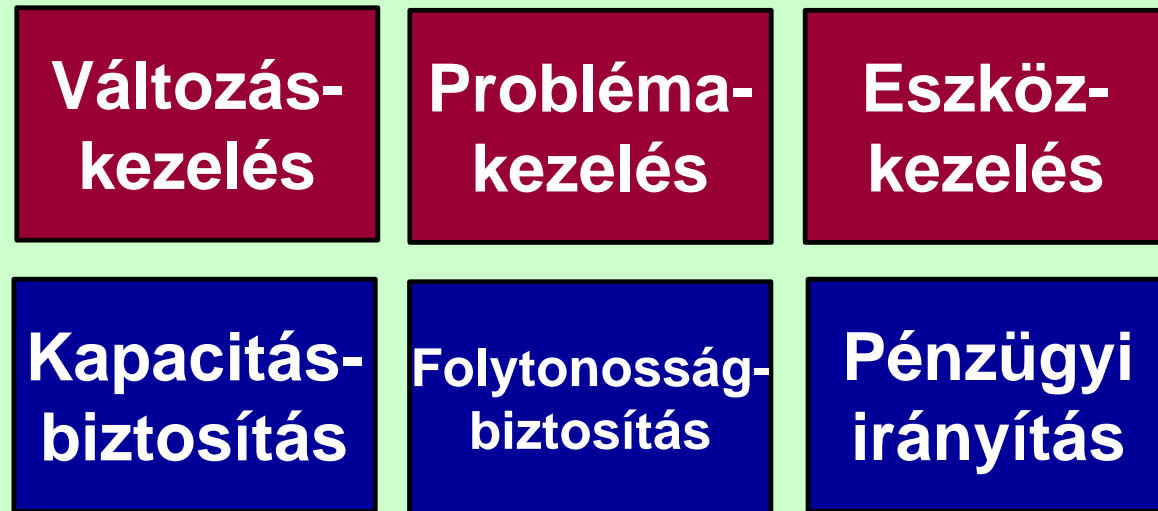 Változás-
kezelés
Probléma-
kezelés
Eszköz-
kezelés
Kapacitás-
biztosítás
Folytonosság-
biztosítás
Pénzügyi
irányítás